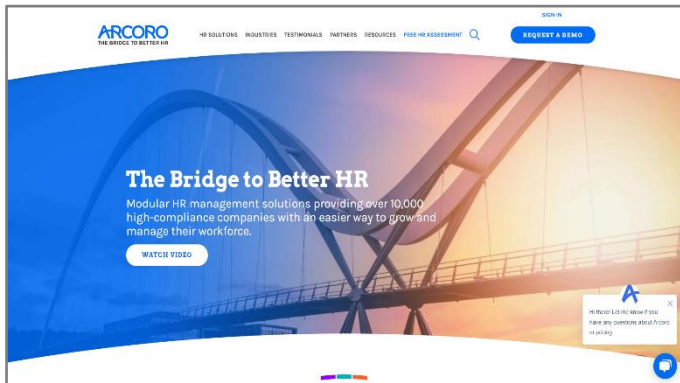 SIGN IN
ARCORO
THE BRIDGE TO BETTER HR
HR SOLUTIONS INDUSTRIES TESTIMONIALS PARTNERS RESOURCES FREE HR ASSESSMENT
REQUEST A DEMO
The Bridge to Better HR
Modular HR management solutions providing over 10,000
high-compliance companies with an easier way to grow and
manage their workforce.
WATCH VIDEO
Hi there! Let me know if you
have any questions about Arcoro
or pricing.